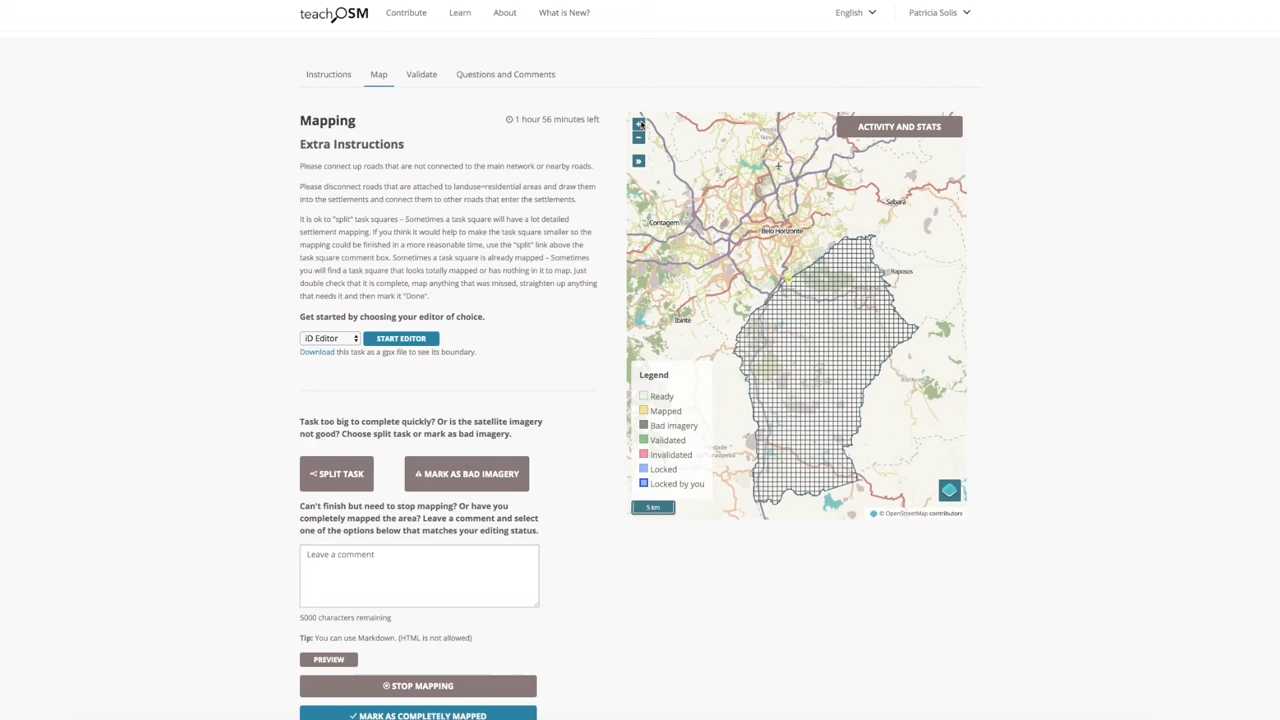 teachOSM
Contribute
Learn
About
What is New?
English
Patricia Solis
Instructions
Map
Validate
Questions and Comments
Mapping
1 hour 56 minutes left
Extra Instructions
Please connect up roads that are not connected to the main network or nearby roads.
Please disconnect roads that are attached to landuse=residential areas and draw them
into the settlements and connect them to other roads that enter the settlements.
It is ok to "split" task squares – Sometimes a task square will have a lot detailed
settlement mapping. If you think it would help to make the task square smaller so the
mapping could be finished in a more reasonable time, use the "split" link above the
task square comment box. Sometimes a task square is already mapped – Sometimes
you will find a task square that looks totally mapped or has nothing in it to map. Just
double check that it is complete, map anything that was missed, straighten up anything
that needs it and then mark it "Done".
Get started by choosing your editor of choice.
iD Editor
START EDITOR
Download this task as a gpx file to see its boundary.
Task too big to complete quickly? Or is the satellite imagery
not good? Choose split task or mark as bad imagery.
SPLIT TASK
MARK AS BAD IMAGERY
Can't finish but need to stop mapping? Or have you
completely mapped the area? Leave a comment and select
one of the options below that matches your editing status.
Leave a comment
5000 characters remaining
Tip: You can use Markdown. (HTML is not allowed)
PREVIEW
STOP MAPPING
MARK AS COMPLETELY MAPPED
+
−
»
ACTIVITY AND STATS
Venda
Nova
Sabará
Contagem
Belo Horizonte
Raposos
Ibirité
Legend
Ready
Mapped
Bad imagery
Validated
Invalidated
Locked
Locked by you
5 km
© OpenStreetMap contributors